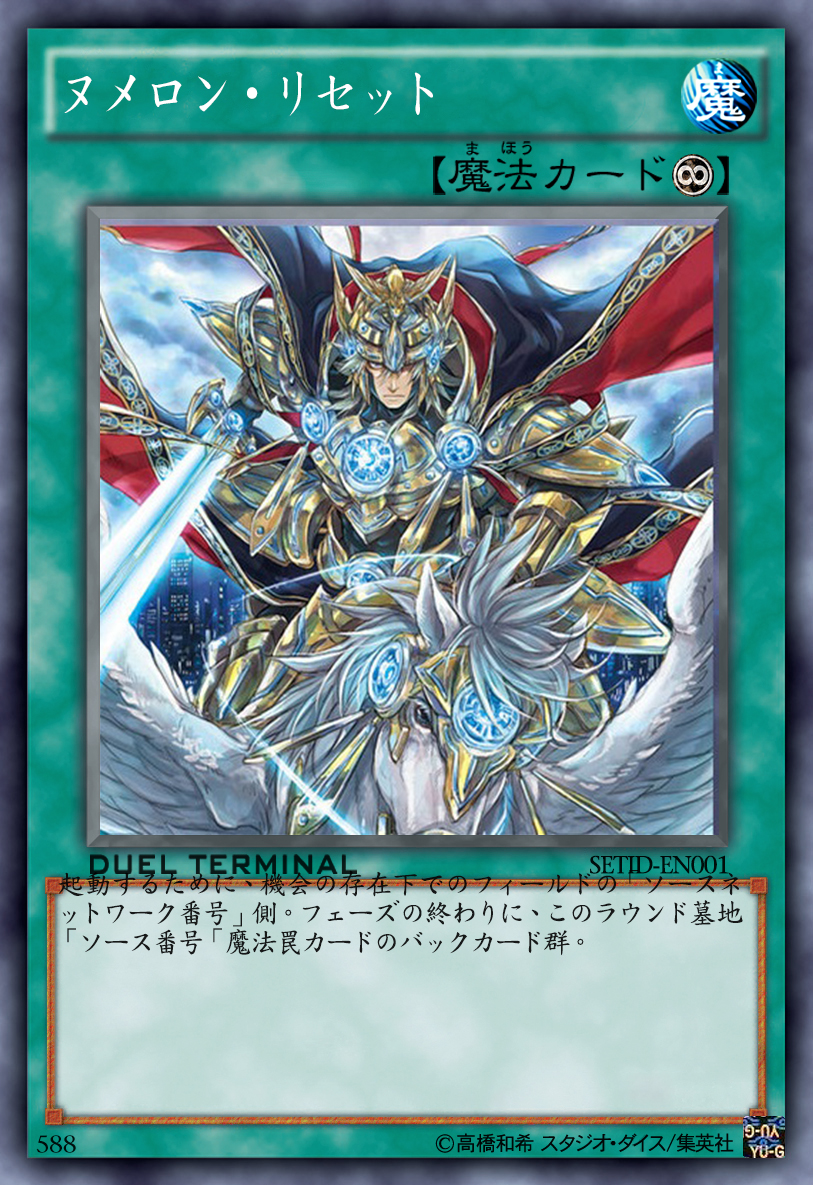 ヌメロン・リセット
魔
まほう
【魔法カード∞】
DUEL TERMINAL
SETID-EN001
起動するために、機会の存在下でのフィールドの「ソースネ
ットワーク番号」側。フェーズの終わりに、このラウンド墓地
「ソース番号「魔法罠カードのバックカード群。
588
©高橋和希 スタジオ・ダイス/集英社
YU-G
YU-G